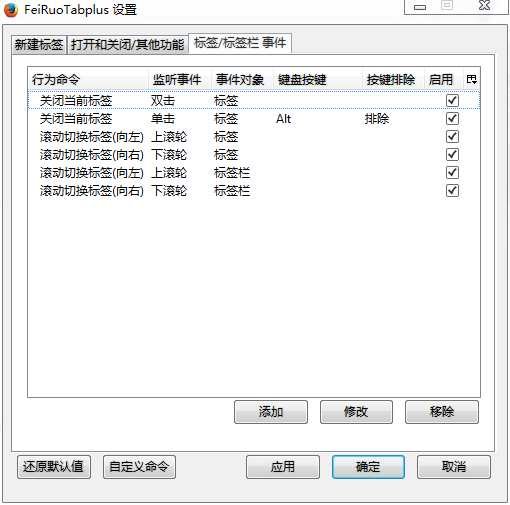 FeiRuoTabplus 设置
新建标签 打开和关闭/其他功能 标签/标签栏 事件
行为命令 监听事件 事件对象 键盘按键 按键排除 启用
关闭当前标签 双击 标签
关闭当前标签 单击 标签 Alt 排除
滚动切换标签(向左) 上滚轮 标签
滚动切换标签(向右) 下滚轮 标签
滚动切换标签(向左) 上滚轮 标签栏
滚动切换标签(向右) 下滚轮 标签栏
添加 修改 移除
还原默认值 自定义命令 应用 确定 取消